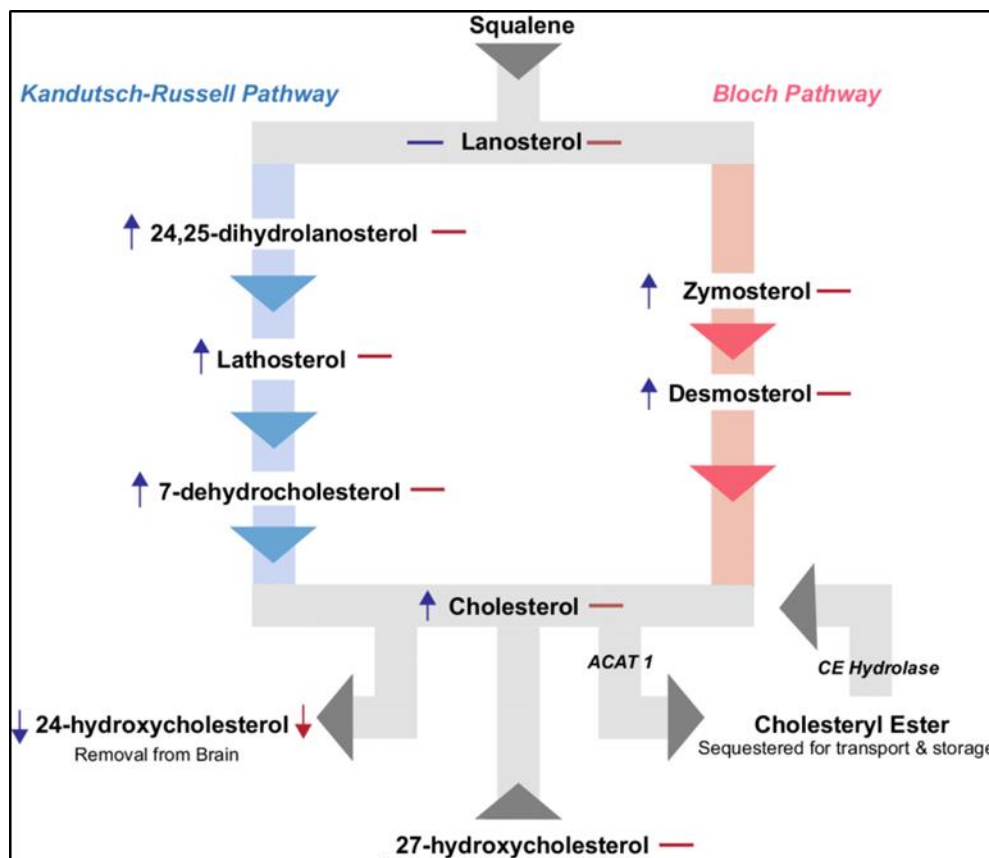 Squalene
Kandutsch-Russell Pathway
Bloch Pathway
Lanosterol
24,25-dihydrolanosterol
Zymosterol
Lathosterol
Desmosterol
7-dehydrocholesterol
Cholesterol
ACAT 1
CE Hydrolase
24-hydroxycholesterol
Removal from Brain
Cholesteryl Ester
Sequestered for transport & storage
27-hydroxycholesterol